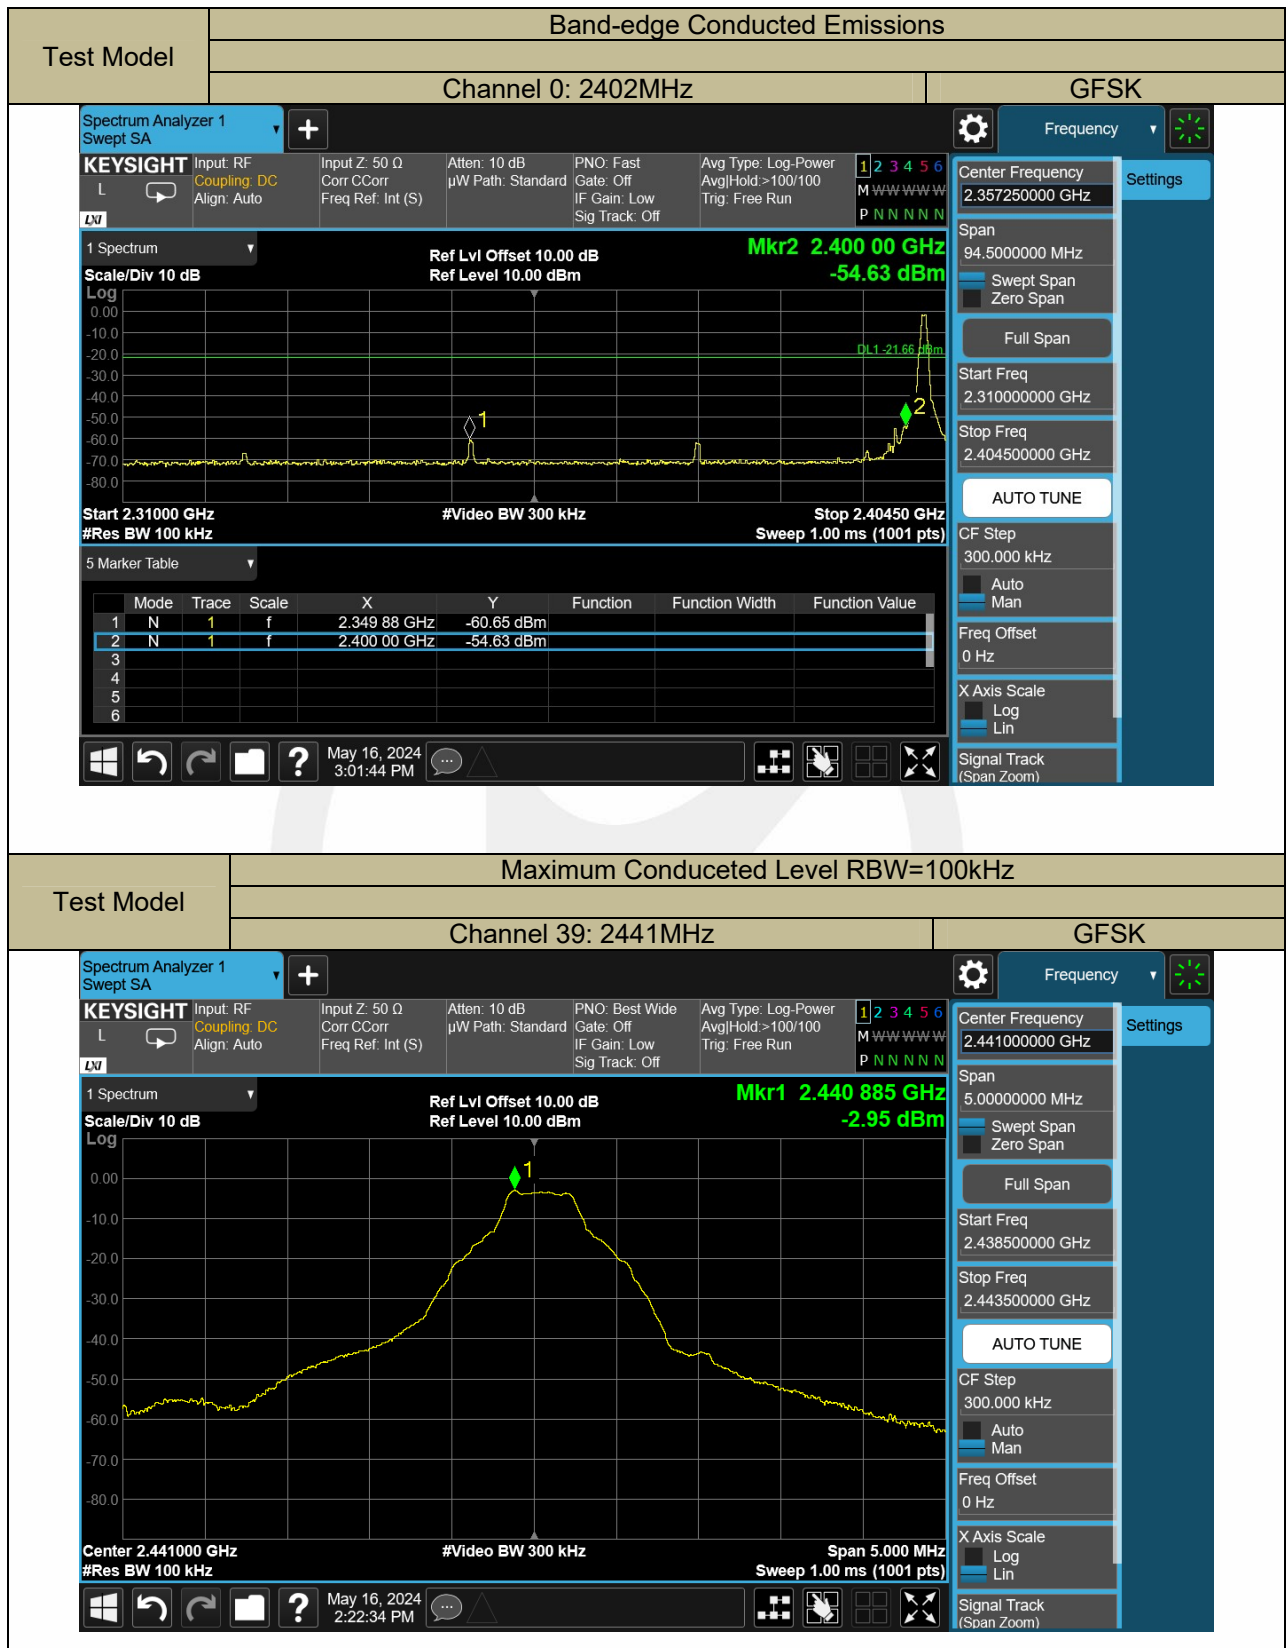 Test Model
Band-edge Conducted Emissions
Channel 0: 2402MHz GFSK
Spectrum Analyzer 1
Swept SA
Frequency
KEYSIGHT
L
LXI
Input: RF
Coupling: DC
Align: Auto
Input Z: 50 Ω
Corr CCorr
Freq Ref: Int (S)
Atten: 10 dB
µW Path: Standard
PNO: Fast
Gate: Off
IF Gain: Low
Sig Track: Off
Avg Type: Log-Power
Avg|Hold:>100/100
Trig: Free Run
1 2 3 4 5 6
M W W W W W
P N N N N N
Center Frequency
2.357250000 GHz
Settings
Span
94.5000000 MHz
Swept Span
Zero Span
Full Span
Start Freq
2.310000000 GHz
Stop Freq
2.404500000 GHz
AUTO TUNE
CF Step
300.000 kHz
Auto
Man
Freq Offset
0 Hz
X Axis Scale
Log
Lin
Signal Track
(Span Zoom)
1 Spectrum
Scale/Div 10 dB
Ref Lvl Offset 10.00 dB
Ref Level 10.00 dBm
Mkr2 2.400 00 GHz
-54.63 dBm
Log
0.00
-10.0
-20.0
-30.0
-40.0
-50.0
-60.0
-70.0
-80.0
DL1 -21.66 dBm
1
2
Start 2.31000 GHz
#Res BW 100 kHz
#Video BW 300 kHz
Stop 2.40450 GHz
Sweep 1.00 ms (1001 pts)
5 Marker Table
Mode Trace Scale X Y Function Function Width Function Value
1 N 1 f 2.349 88 GHz -60.65 dBm
2 N 1 f 2.400 00 GHz -54.63 dBm
3
4
5
6
?
May 16, 2024
3:01:44 PM
Test Model
Maximum Conduceted Level RBW=100kHz
Channel 39: 2441MHz GFSK
Spectrum Analyzer 1
Swept SA
Frequency
KEYSIGHT
L
LXI
Input: RF
Coupling: DC
Align: Auto
Input Z: 50 Ω
Corr CCorr
Freq Ref: Int (S)
Atten: 10 dB
µW Path: Standard
PNO: Best Wide
Gate: Off
IF Gain: Low
Sig Track: Off
Avg Type: Log-Power
Avg|Hold:>100/100
Trig: Free Run
1 2 3 4 5 6
M W W W W W
P N N N N N
Center Frequency
2.441000000 GHz
Settings
Span
5.00000000 MHz
Swept Span
Zero Span
Full Span
Start Freq
2.438500000 GHz
Stop Freq
2.443500000 GHz
AUTO TUNE
CF Step
300.000 kHz
Auto
Man
Freq Offset
0 Hz
X Axis Scale
Log
Lin
Signal Track
(Span Zoom)
1 Spectrum
Scale/Div 10 dB
Ref Lvl Offset 10.00 dB
Ref Level 10.00 dBm
Mkr1 2.440 885 GHz
-2.95 dBm
Log
0.00
-10.0
-20.0
-30.0
-40.0
-50.0
-60.0
-70.0
-80.0
1
Center 2.441000 GHz
#Res BW 100 kHz
#Video BW 300 kHz
Span 5.000 MHz
Sweep 1.00 ms (1001 pts)
?
May 16, 2024
2:22:34 PM